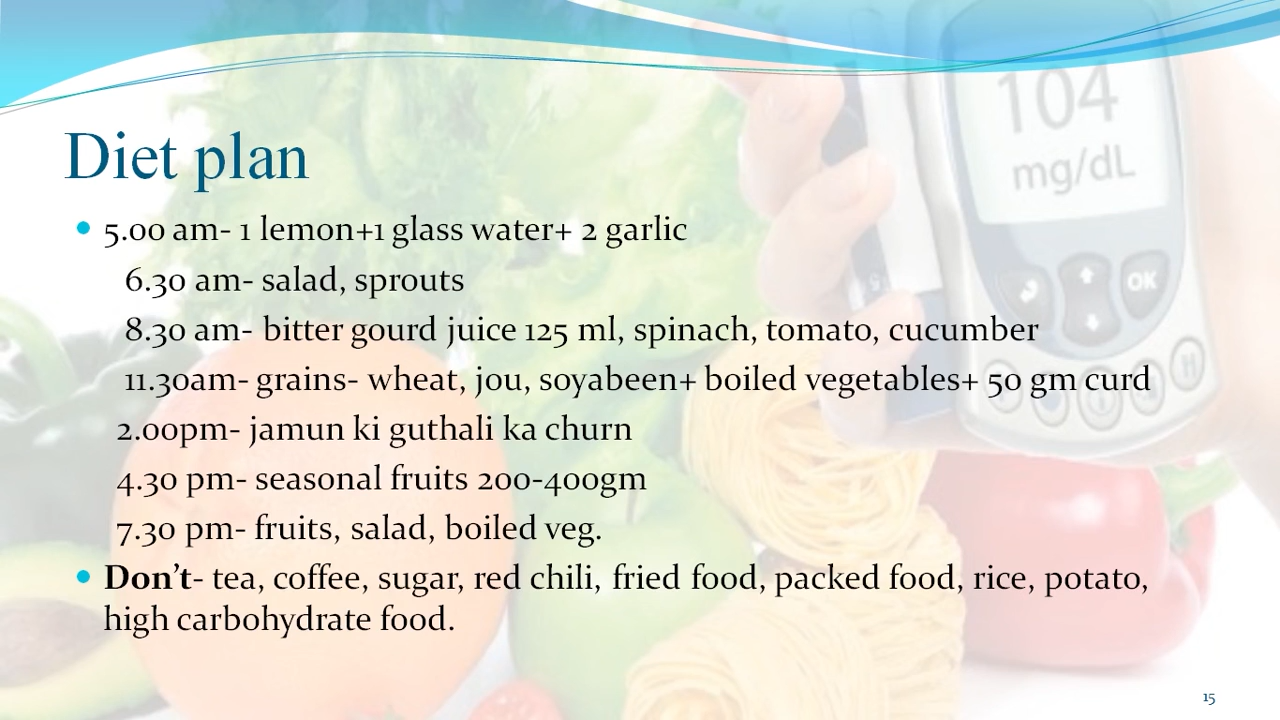 104
mg/dL
OK
Diet plan
5.00 am- 1 lemon+1 glass water+ 2 garlic
6.30 am- salad, sprouts
8.30 am- bitter gourd juice 125 ml, spinach, tomato, cucumber
11.30am- grains- wheat, jou, soyabeen+ boiled vegetables+ 50 gm curd
2.00pm- jamun ki guthali ka churn
4.30 pm- seasonal fruits 200-400gm
7.30 pm- fruits, salad, boiled veg.
Don't- tea, coffee, sugar, red chili, fried food, packed food, rice, potato,
high carbohydrate food.
15